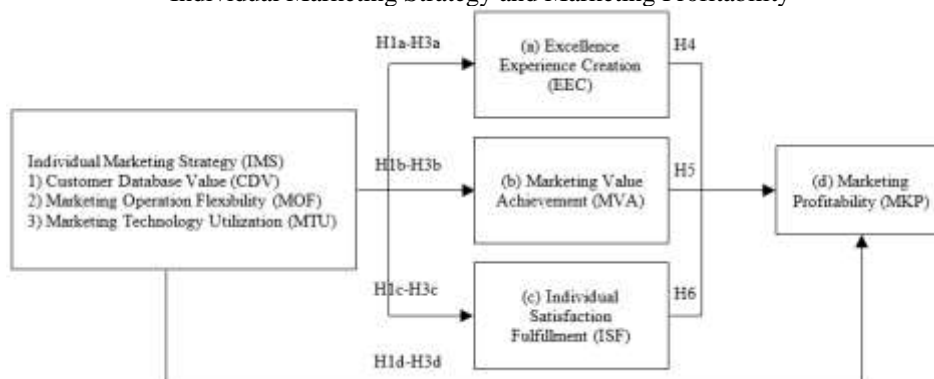 Individual Marketing Strategy and Marketing Profitability
H1a-H3a
(a) Excellence
Experience Creation
(EEC)
H4
Individual Marketing Strategy (IMS)
1) Customer Database Value (CDV)
2) Marketing Operation Flexibility (MOF)
3) Marketing Technology Utilization (MTU)
H1b-H3b
(b) Marketing Value
Achievement (MVA)
H5
(d) Marketing
Profitability (MKP)
H1c-H3c
(c) Individual
Satisfaction
Fulfillment (ISF)
H6
H1d-H3d